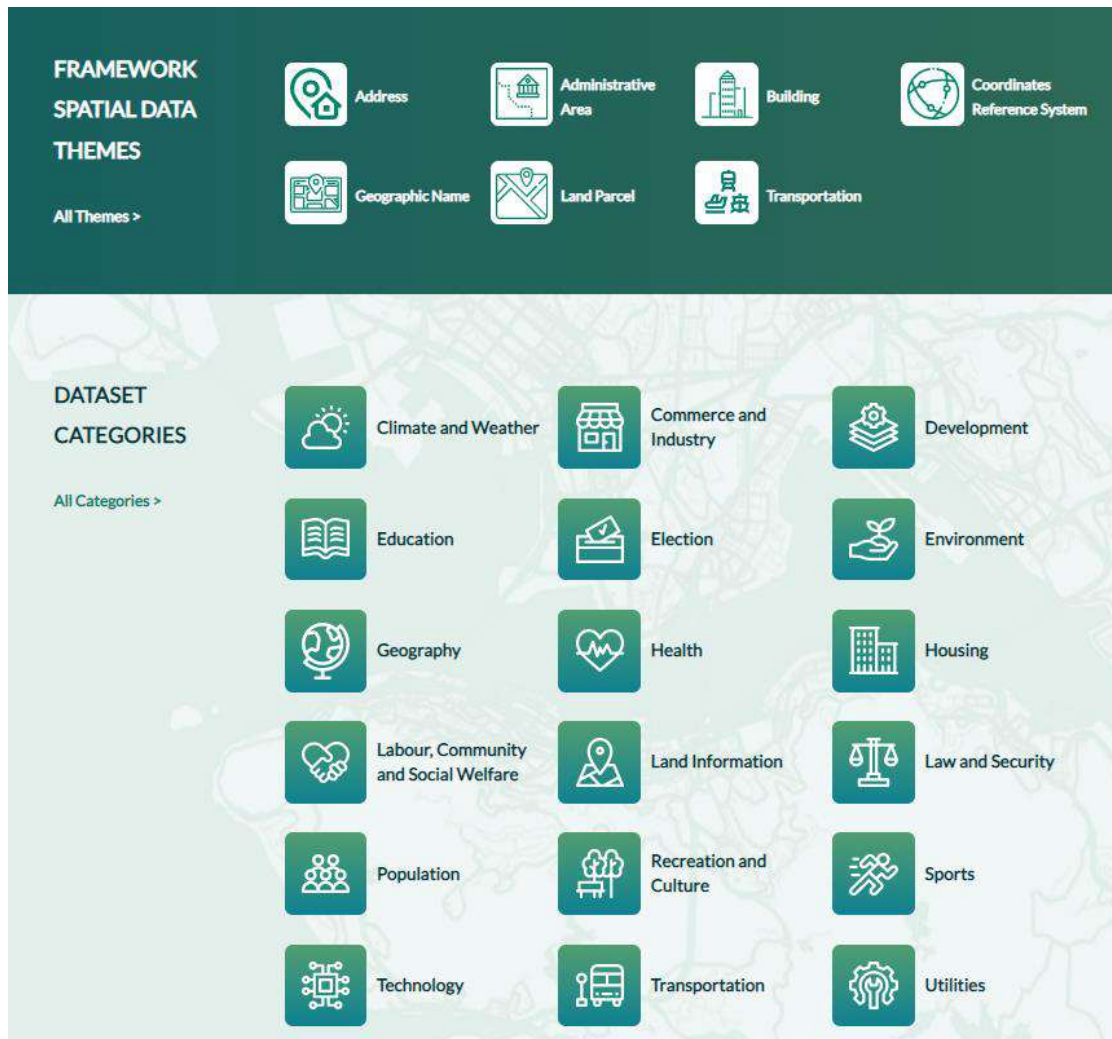 FRAMEWORK
SPATIAL DATA
THEMES
All Themes >
Address
Administrative
Area
Building
Coordinates
Reference System
Geographic Name
Land Parcel
Transportation
DATASET
CATEGORIES
All Categories >
Climate and Weather
Commerce and
Industry
Development
Education
Election
Environment
Geography
Health
Housing
Labour, Community
and Social Welfare
Land Information
Law and Security
Population
Recreation and
Culture
Sports
Technology
Transportation
Utilities